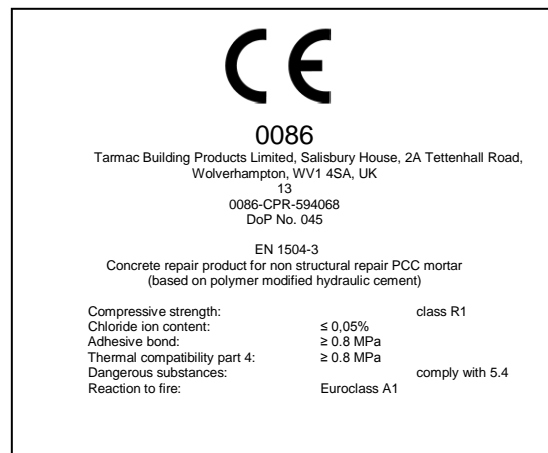 CE
0086
Tarmac Building Products Limited, Salisbury House, 2A Tettenhall Road,
Wolverhampton, WV1 4SA, UK
13
0086-CPR-594068
DoP No. 045
EN 1504-3
Concrete repair product for non structural repair PCC mortar
(based on polymer modified hydraulic cement)
Compressive strength: class R1
Chloride ion content: ≤ 0,05%
Adhesive bond: ≥ 0.8 MPa
Thermal compatibility part 4: ≥ 0.8 MPa
Dangerous substances: comply with 5.4
Reaction to fire: Euroclass A1